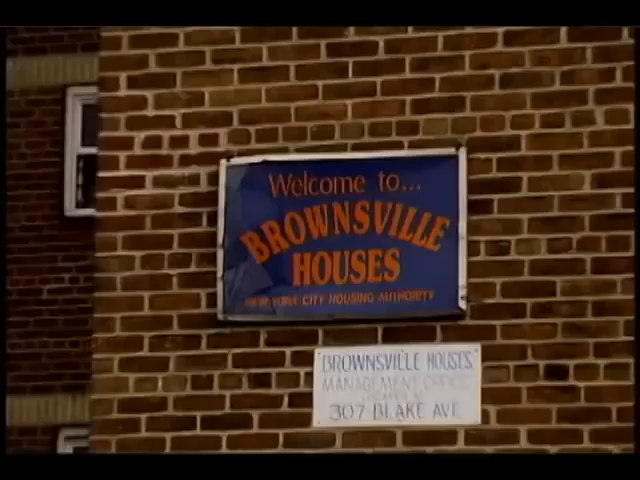 Welcome to...
BROWNSVILLE
HOUSES
NEW YORK CITY HOUSING AUTHORITY
BROWNSVILLE HOUSES
MANAGEMENT OFFICE
307 BLAKE AVE